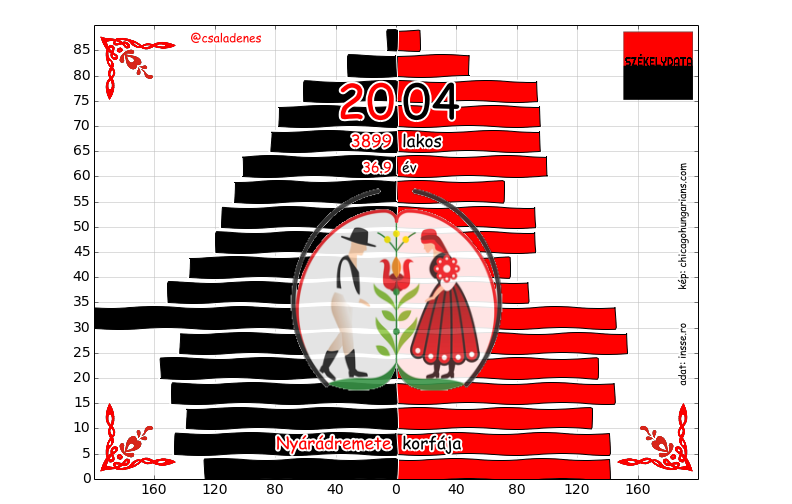 @csaladenes
SZÉKELYDATA
2004
3899 lakos
36.9 év
kép: chicagohungarians.com
adat: insse.ro
Nyárádremete korfája
85
80
75
70
65
60
55
50
45
40
35
30
25
20
15
10
5
0
160 120 80 40 0 40 80 120 160